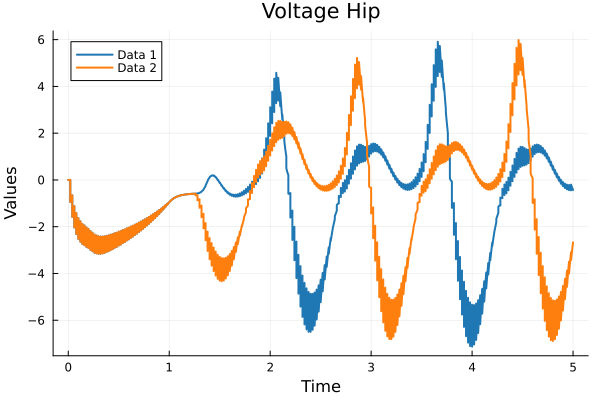 Voltage Hip
Data 1
Data 2
6
4
2
0
−2
−4
−6
Values
0 1 2 3 4 5
Time